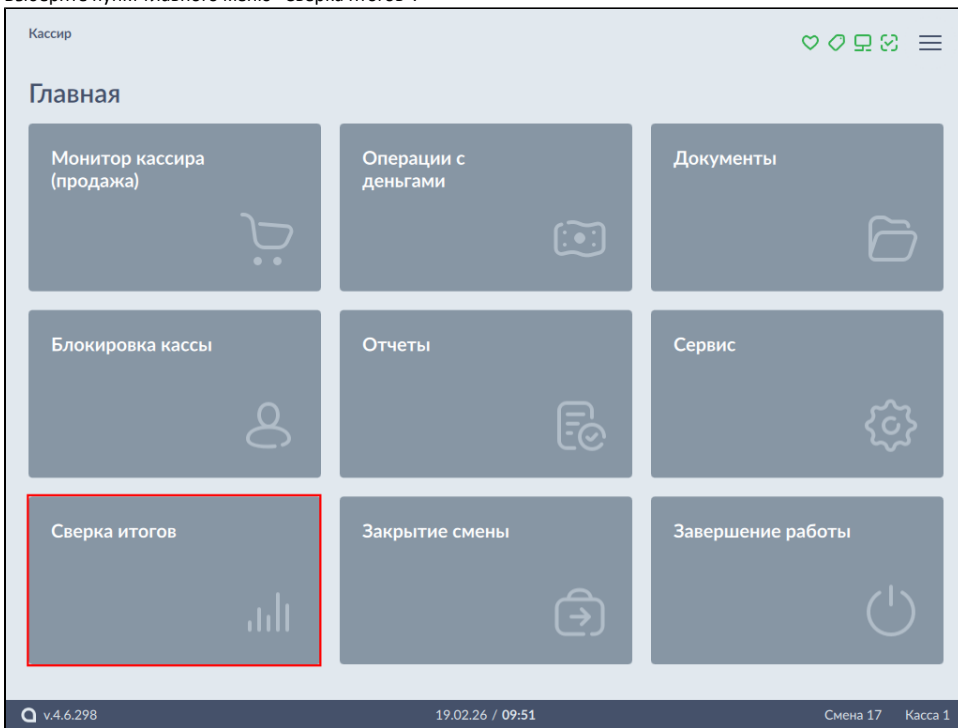 Кассир
Главная
Монитор кассира
(продажа)
Операции с
деньгами
Документы
Блокировка кассы
Отчеты
Сервис
Сверка итогов
Закрытие смены
Завершение работы
v.4.6.298
19.02.26 / 09:51
Смена 17
Касса 1